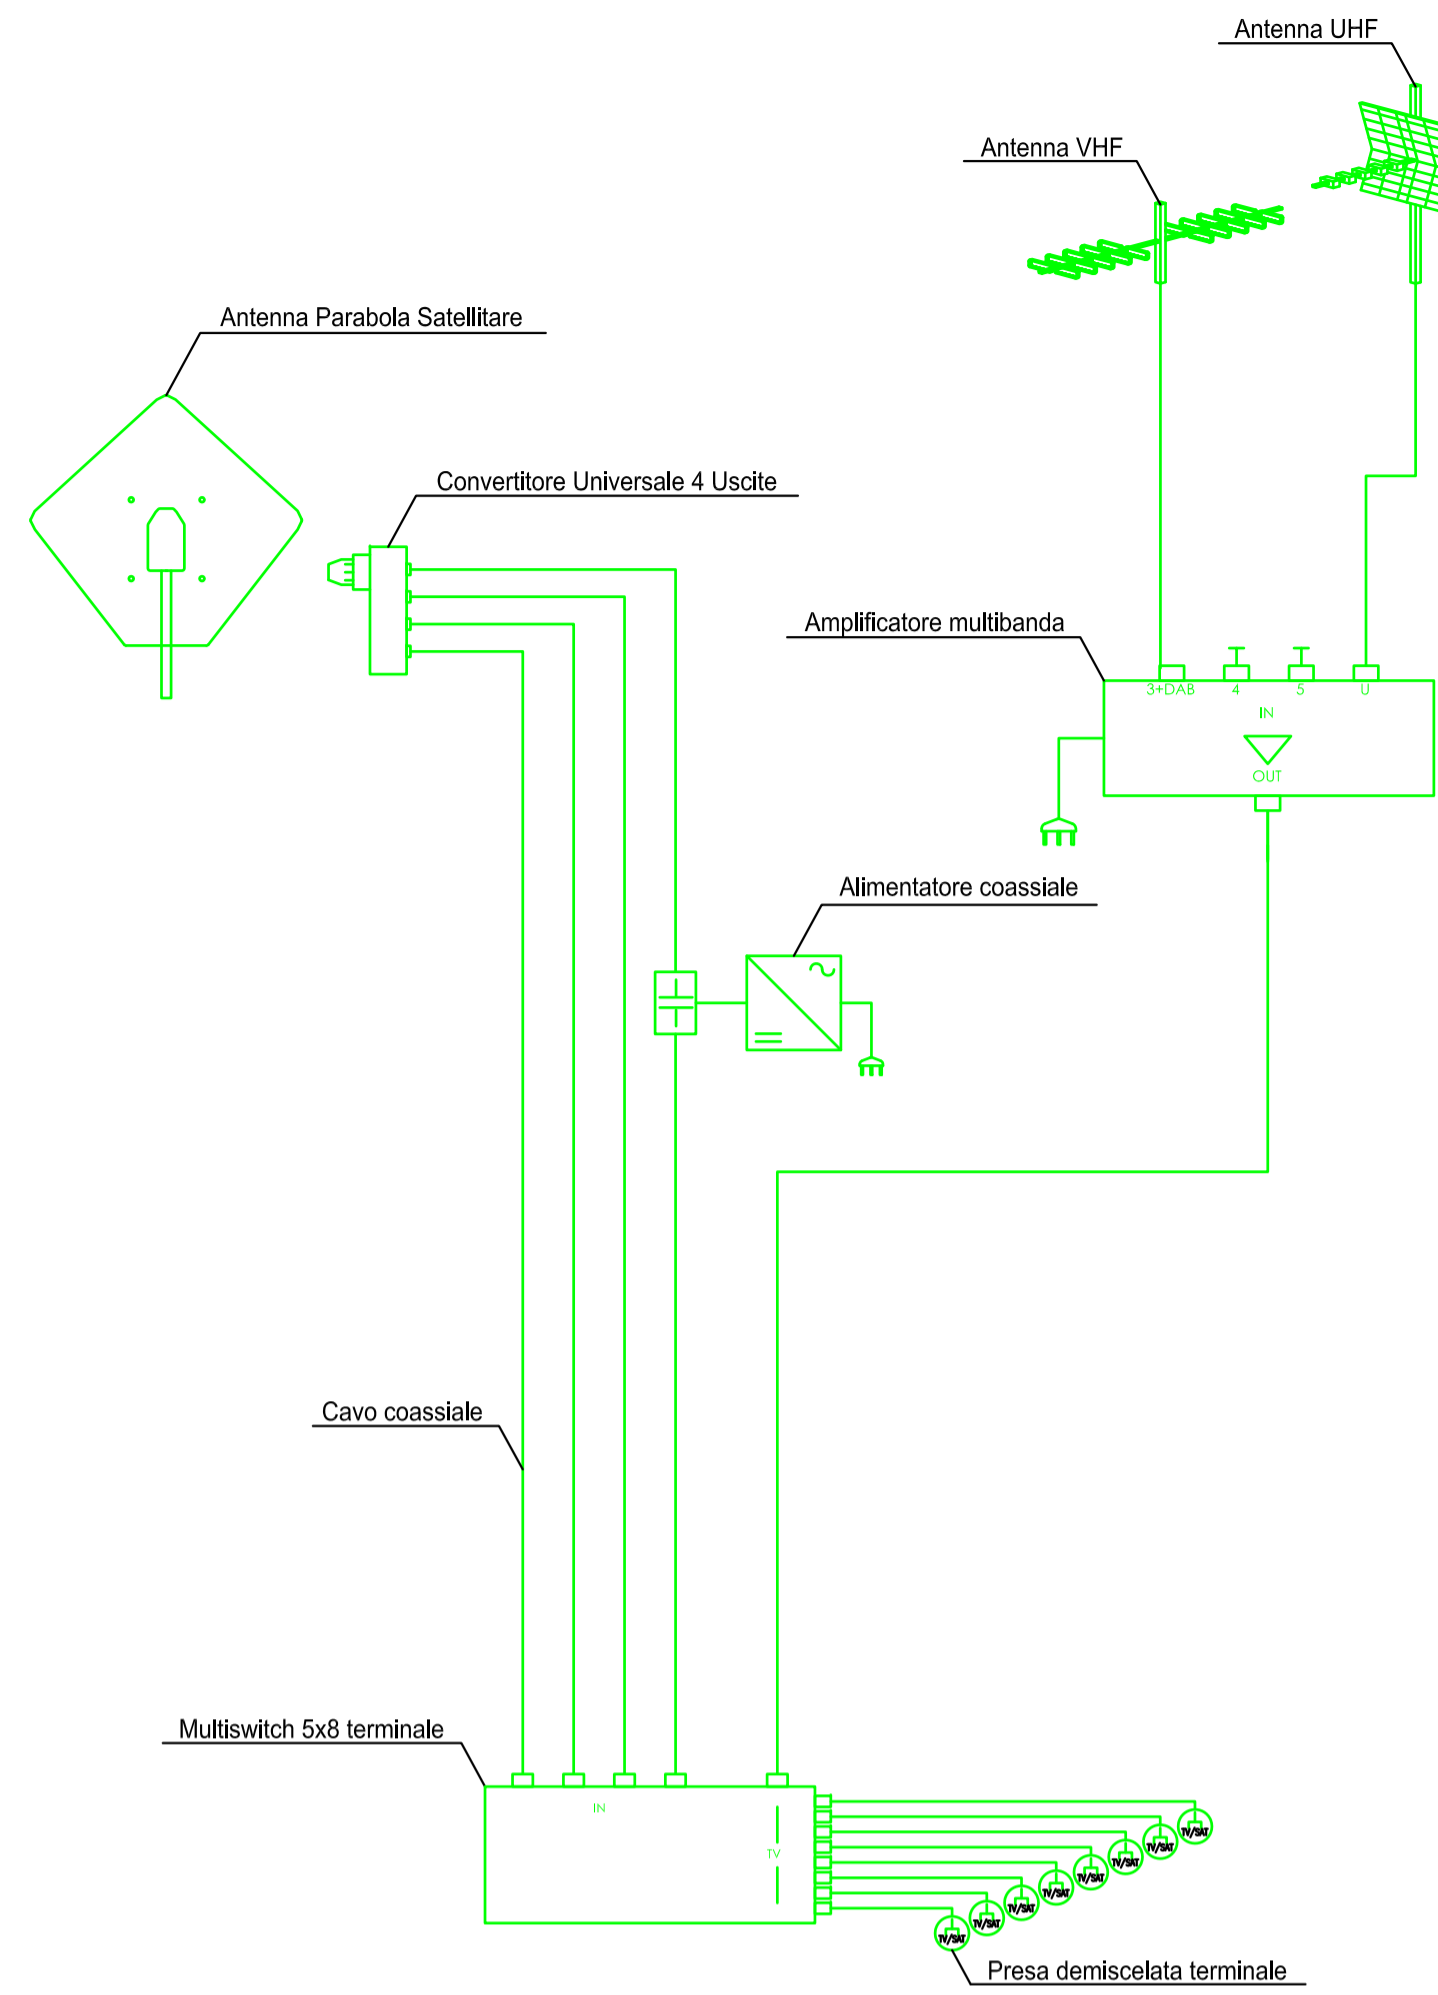 Antenna UHF
Antenna VHF
Antenna Parabola Satellitare
Convertitore Universale 4 Uscite
Amplificatore multibanda
3+DAB 4 5 U
IN
OUT
Alimentatore coassiale
Cavo coassiale
Multiswitch 5x8 terminale
IN
TV
TV/SAT
TV/SAT
TV/SAT
TV/SAT
TV/SAT
TV/SAT
TV/SAT
TV/SAT
Presa demiscelata terminale